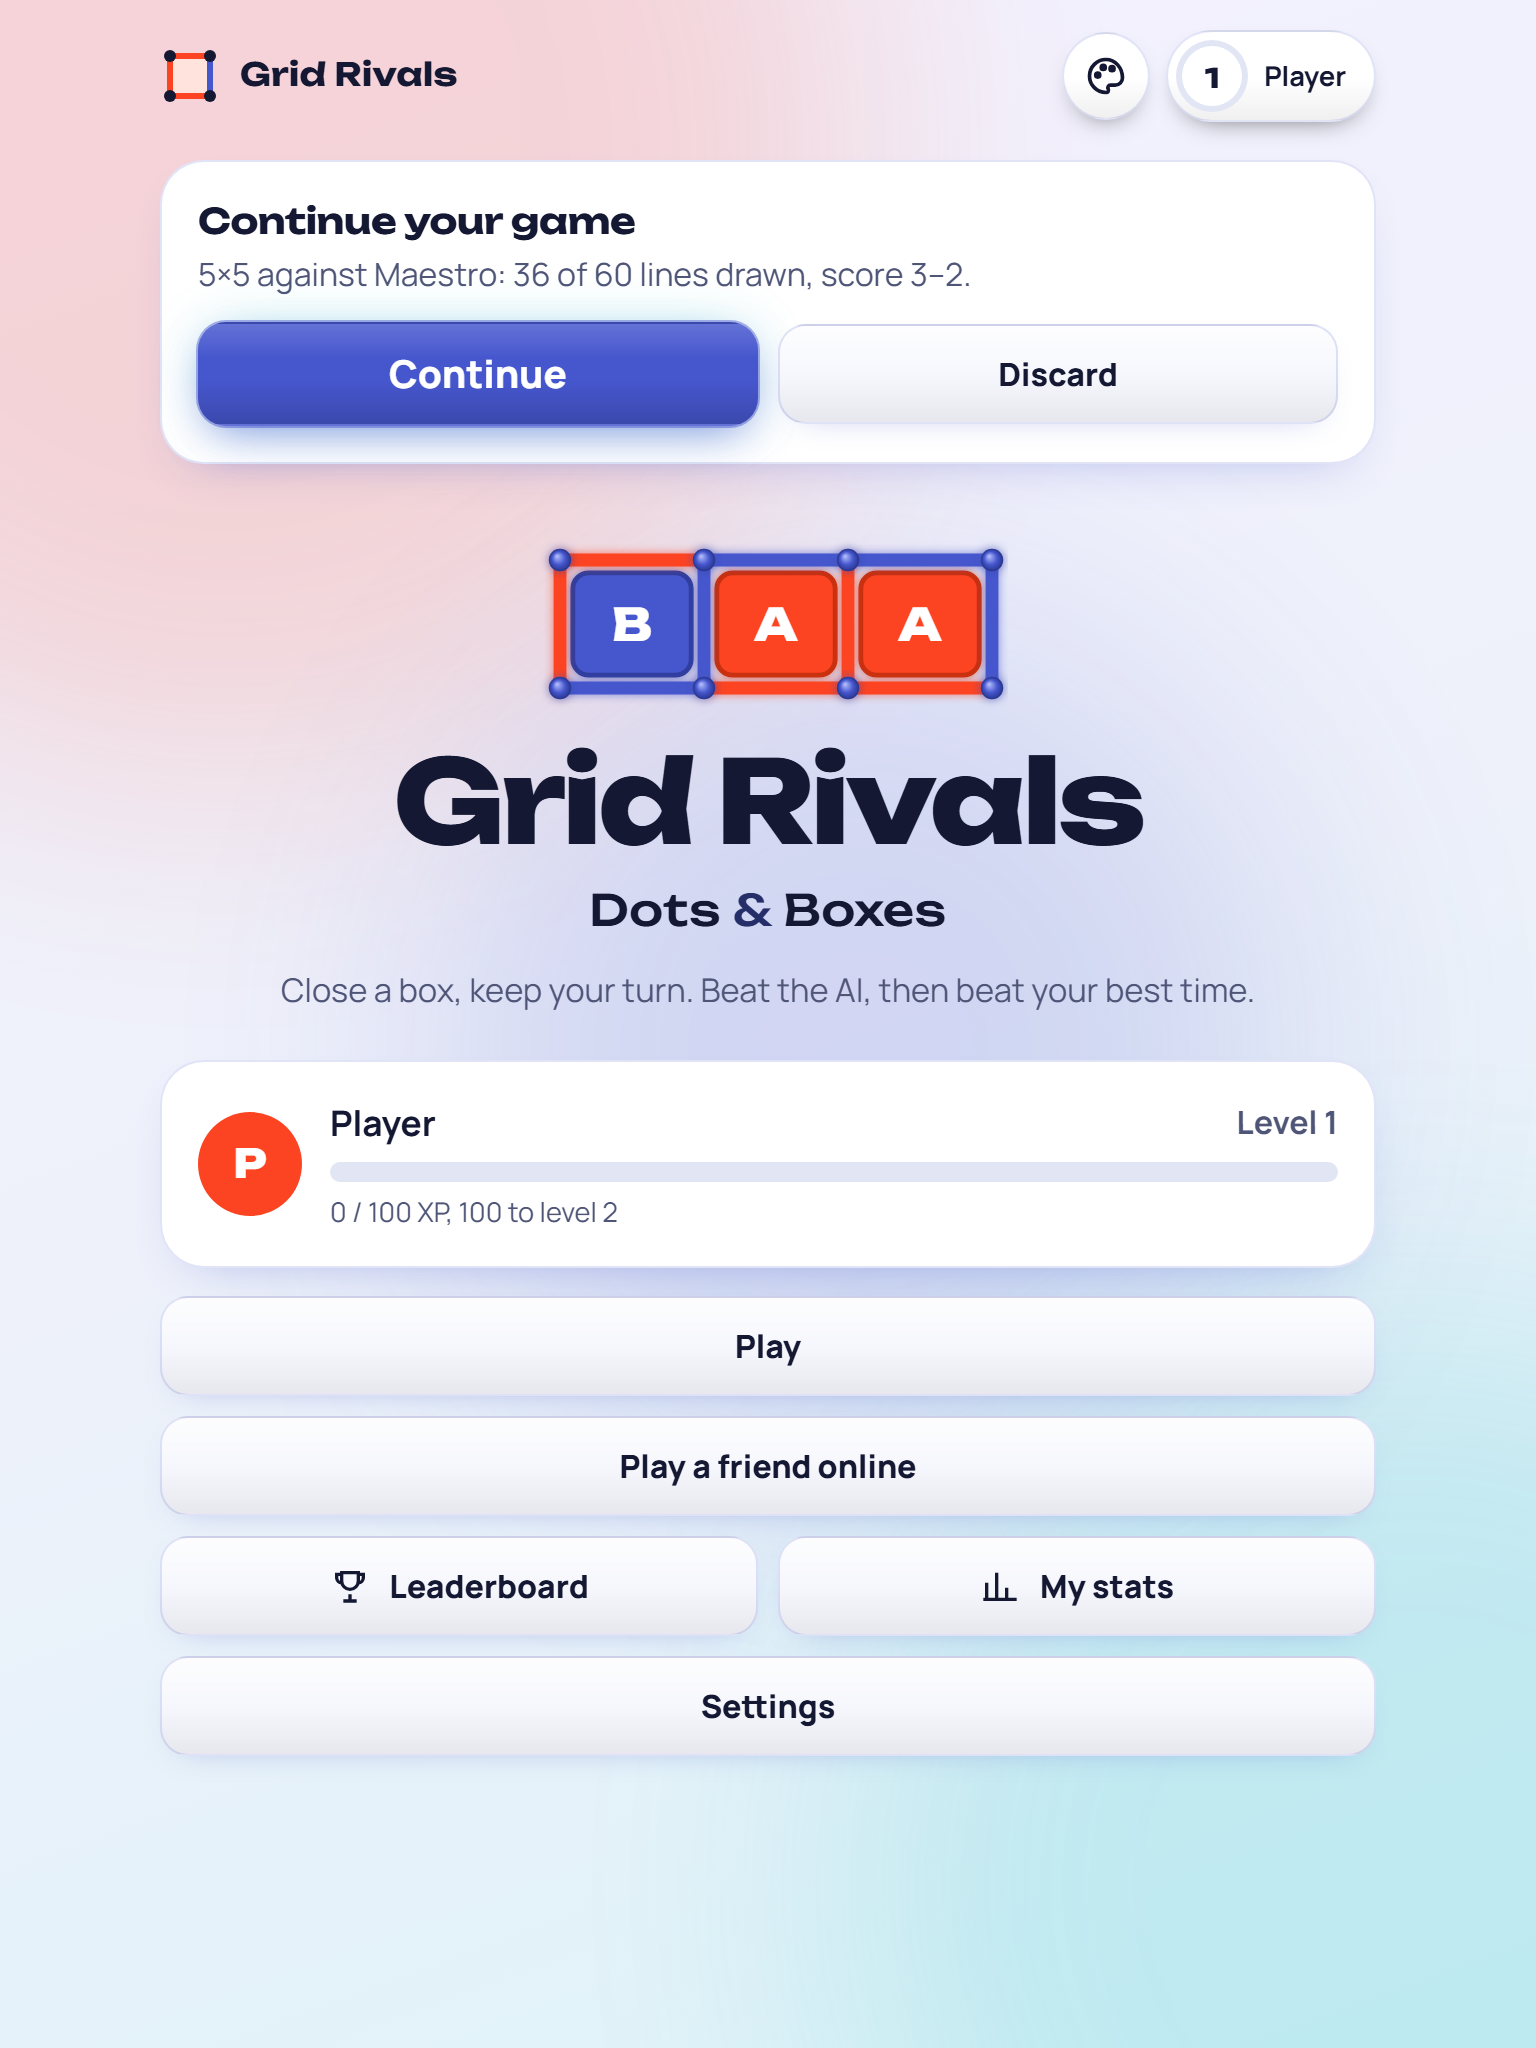 Grid Rivals
1 Player
Continue your game
5×5 against Maestro: 36 of 60 lines drawn, score 3–2.
Continue Discard
B A A
Grid Rivals
Dots & Boxes
Close a box, keep your turn. Beat the AI, then beat your best time.
P
Player Level 1
0 / 100 XP, 100 to level 2
Play
Play a friend online
Leaderboard My stats
Settings